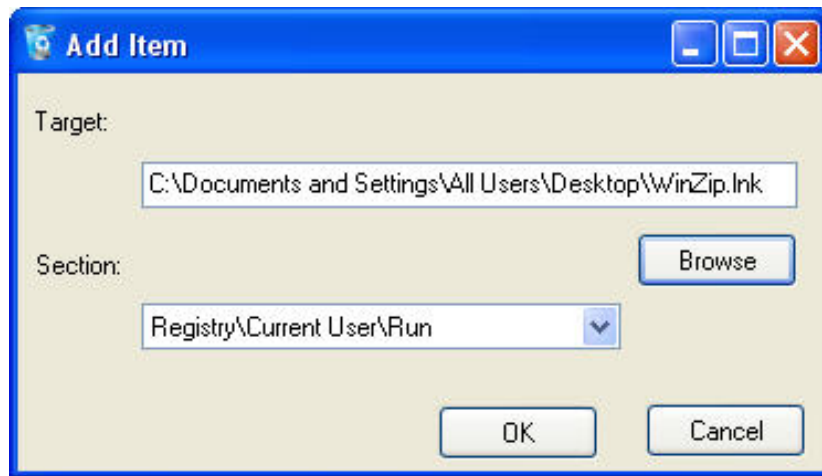 Add Item
Target:
C:\Documents and Settings\All Users\Desktop\WinZip.lnk
Browse
Section:
Registry\Current User\Run
OK
Cancel